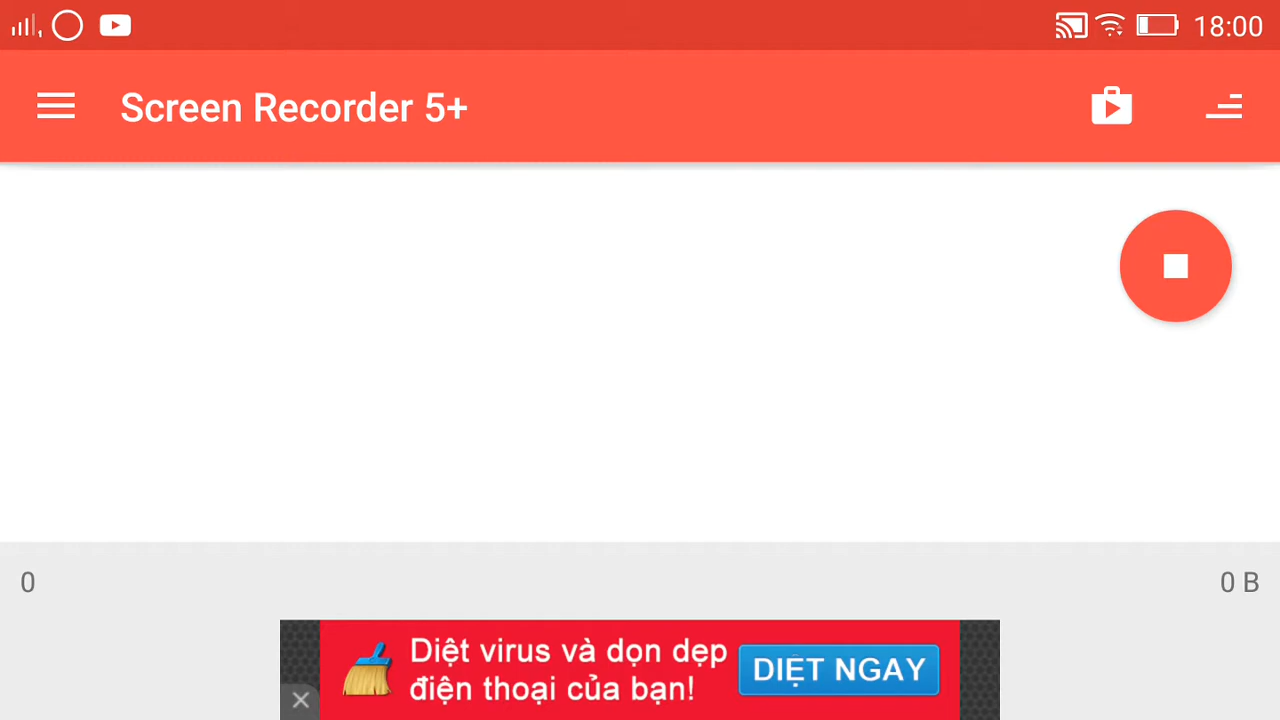 18:00
Screen Recorder 5+
0
0 B
Diệt virus và dọn dẹp
điện thoại của bạn!
DIỆT NGAY